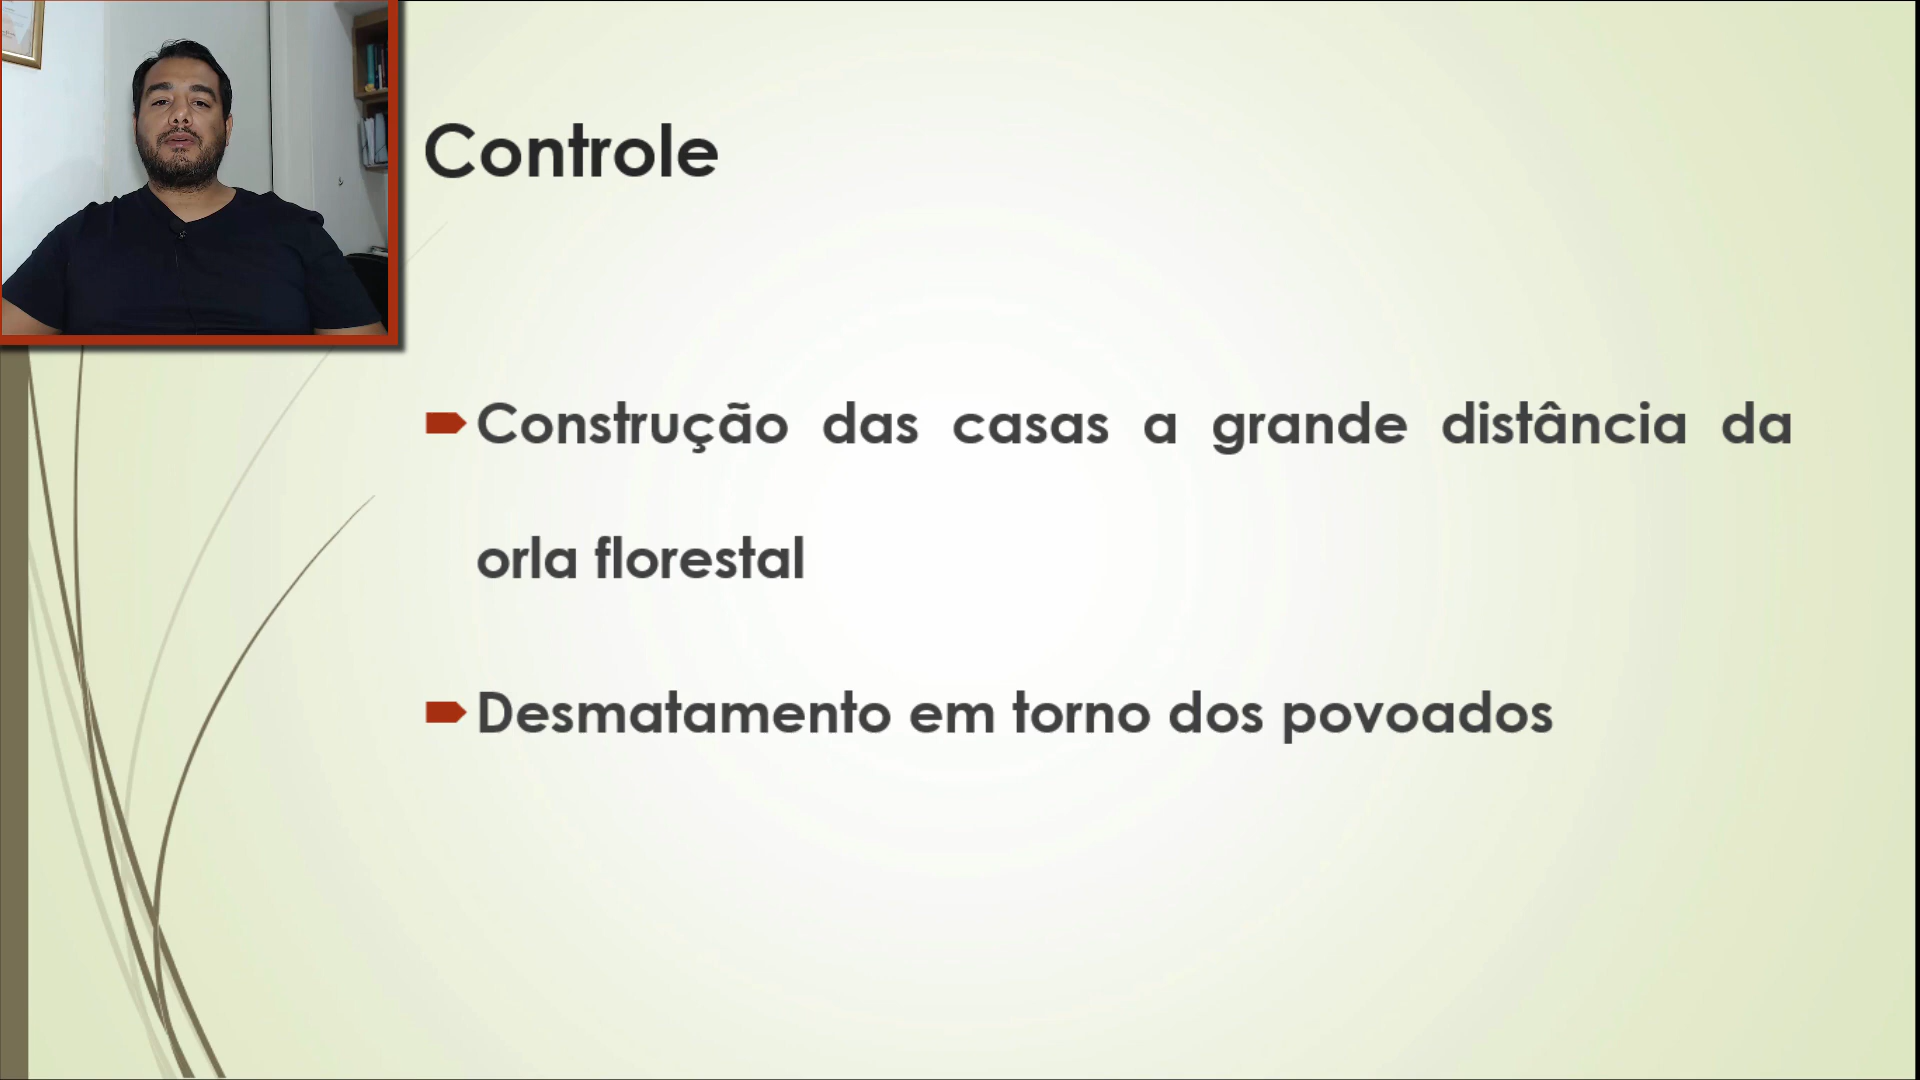 Controle
Construção das casas a grande distância da
orla florestal
Desmatamento em torno dos povoados